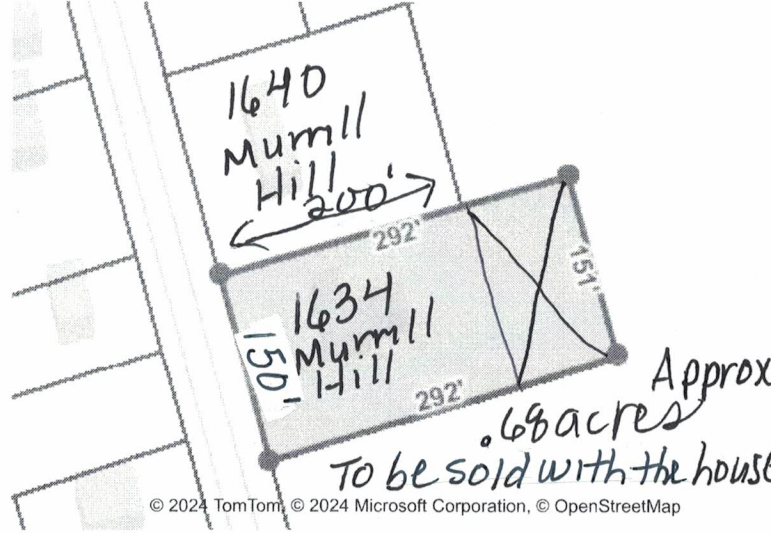 1640
Murrill
Hill
200'
292'
151'
1634
Murrill
Hill
150'
292'
Approx
.68 acres
To be sold with the house
© 2024 TomTom, © 2024 Microsoft Corporation, © OpenStreetMap